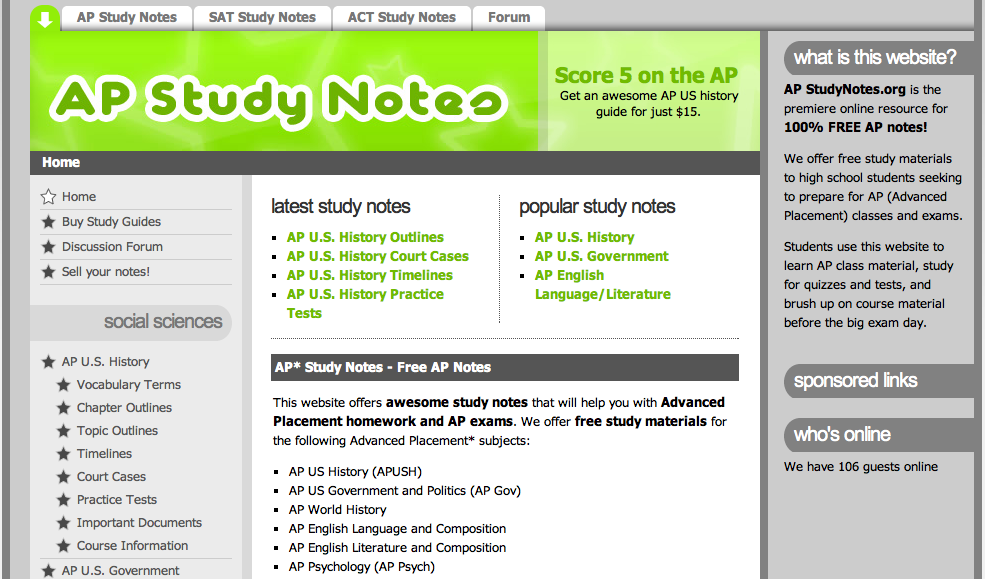 AP Study Notes
SAT Study Notes
ACT Study Notes
Forum
AP Study Notes
Score 5 on the AP
Get an awesome AP US history
guide for just $15.
Home
Home
Buy Study Guides
Discussion Forum
Sell your notes!
social sciences
AP U.S. History
Vocabulary Terms
Chapter Outlines
Topic Outlines
Timelines
Court Cases
Practice Tests
Important Documents
Course Information
AP U.S. Government
latest study notes
AP U.S. History Outlines
AP U.S. History Court Cases
AP U.S. History Timelines
AP U.S. History Practice
Tests
popular study notes
AP U.S. History
AP U.S. Government
AP English
Language/Literature
AP* Study Notes - Free AP Notes
This website offers awesome study notes that will help you with Advanced
Placement homework and AP exams. We offer free study materials for
the following Advanced Placement* subjects:
AP US History (APUSH)
AP US Government and Politics (AP Gov)
AP World History
AP English Language and Composition
AP English Literature and Composition
AP Psychology (AP Psych)
what is this website?
AP StudyNotes.org is the
premiere online resource for
100% FREE AP notes!
We offer free study materials
to high school students seeking
to prepare for AP (Advanced
Placement) classes and exams.
Students use this website to
learn AP class material, study
for quizzes and tests, and
brush up on course material
before the big exam day.
sponsored links
who's online
We have 106 guests online